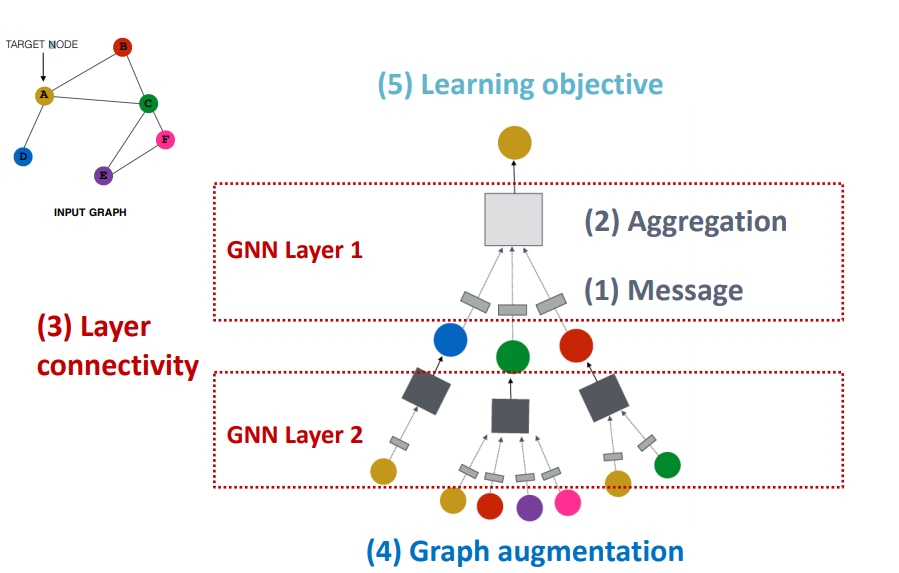 TARGET NODE
B
A
C
F
D
E
INPUT GRAPH
(5) Learning objective
(2) Aggregation
GNN Layer 1
(1) Message
(3) Layer
connectivity
GNN Layer 2
(4) Graph augmentation